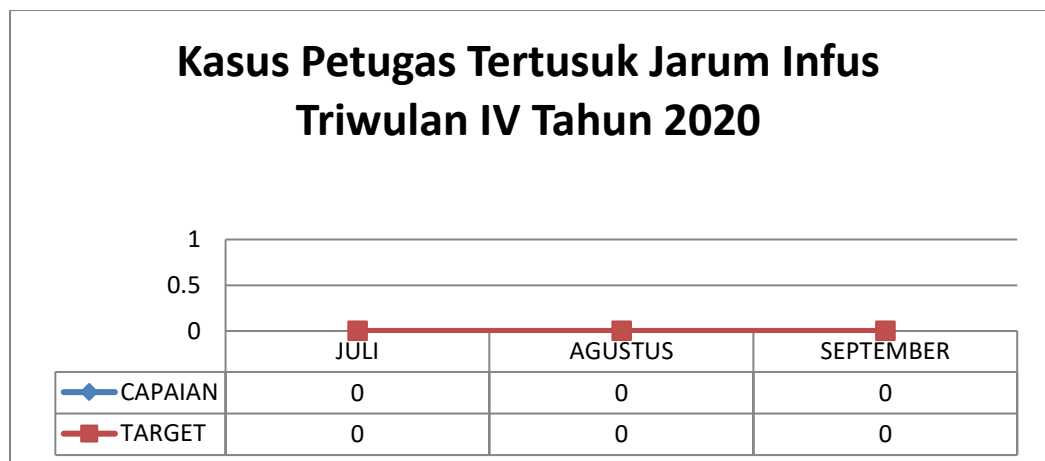 Kasus Petugas Tertusuk Jarum Infus
Triwulan IV Tahun 2020
1
0.5
0
JULI AGUSTUS SEPTEMBER
CAPAIAN 0 0 0
TARGET 0 0 0